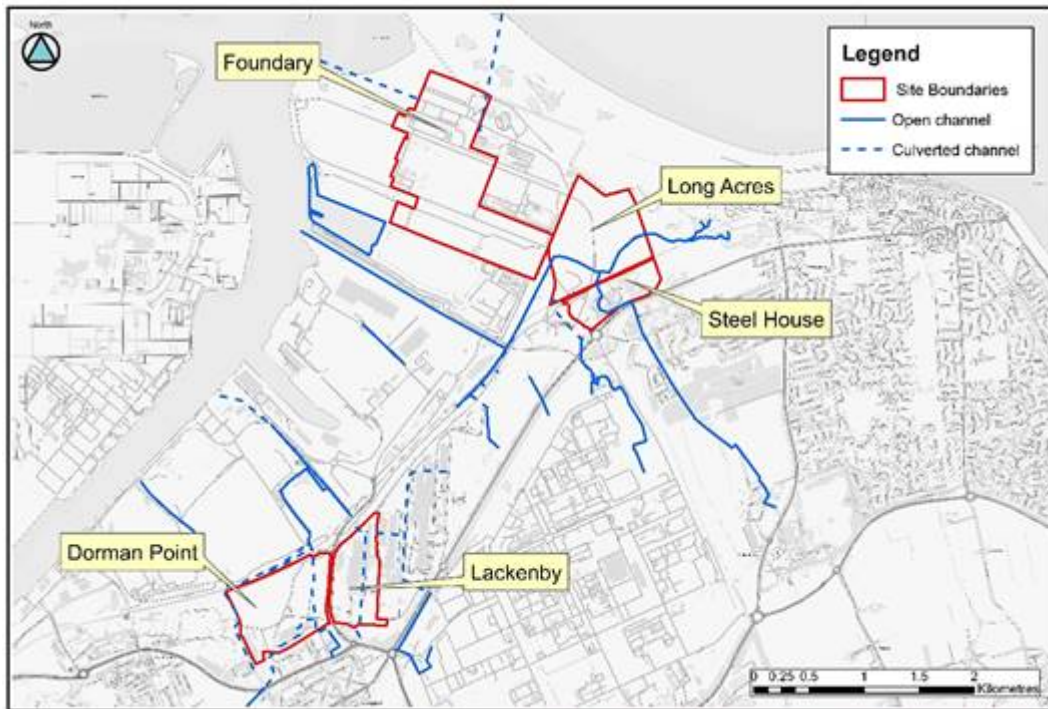 North
Foundary
Legend
Site Boundaries
Open channel
Culverted channel
Long Acres
Steel House
Dorman Point
Lackenby
0 0.25 0.5 1 1.5 2
Kilometres